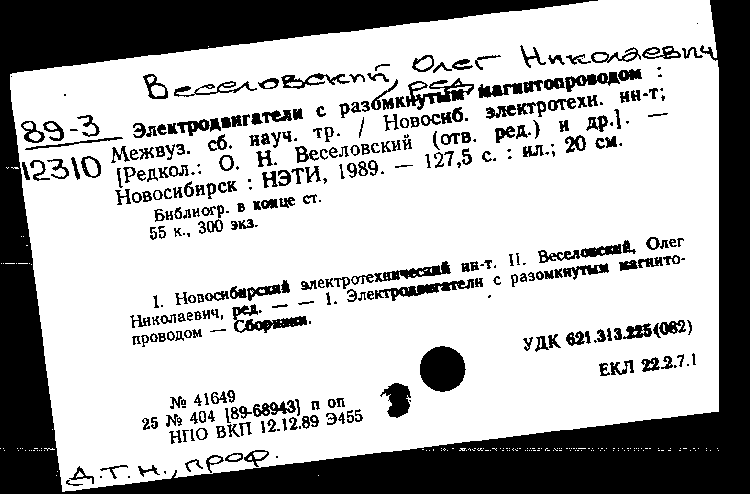 Веселовский, Олег Николаевич
ред.
89-3
12310
Электродвигатели с разомкнутым магнитопроводом :
Межвуз. сб. науч. тр. / Новосиб. электротехн. ин-т;
[Редкол.: О. Н. Веселовский (отв. ред.) и др.]. —
Новосибирск : НЭТИ, 1989. — 127,5 с. : ил.; 20 см.
Библиогр. в конце ст.
55 к., 300 экз.
1. Новосибирский электротехнический ин-т. II. Веселовский, Олег
Николаевич, ред. — — 1. Электродвигатели с разомкнутым магнито-
проводом — Сборники.
УДК 621.313.225(082)
ЕКЛ 22.2.7.1
№ 41649
25 № 404 [89-68943] п оп
НПО ВКП 12.12.89 Э455
Д.т.н., проф.